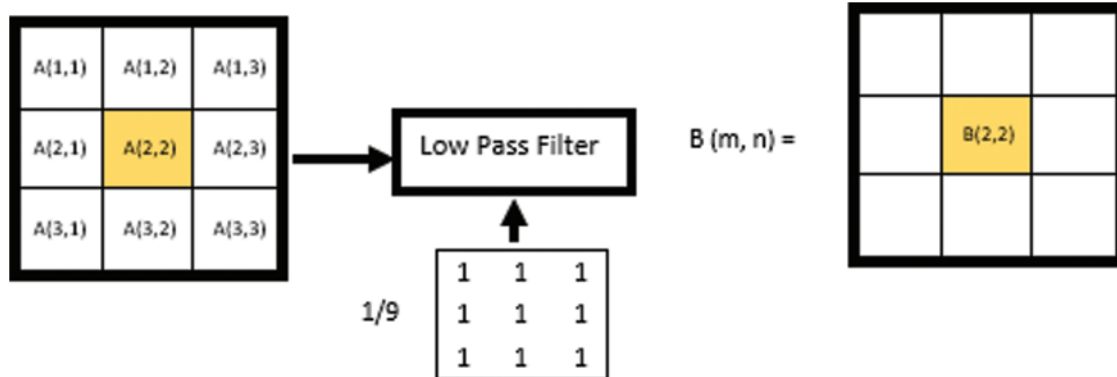 A(1,1) A(1,2) A(1,3)
A(2,1) A(2,2) A(2,3)
A(3,1) A(3,2) A(3,3)
Low Pass Filter
1/9
1 1 1
1 1 1
1 1 1
B (m, n) =
B(2,2)